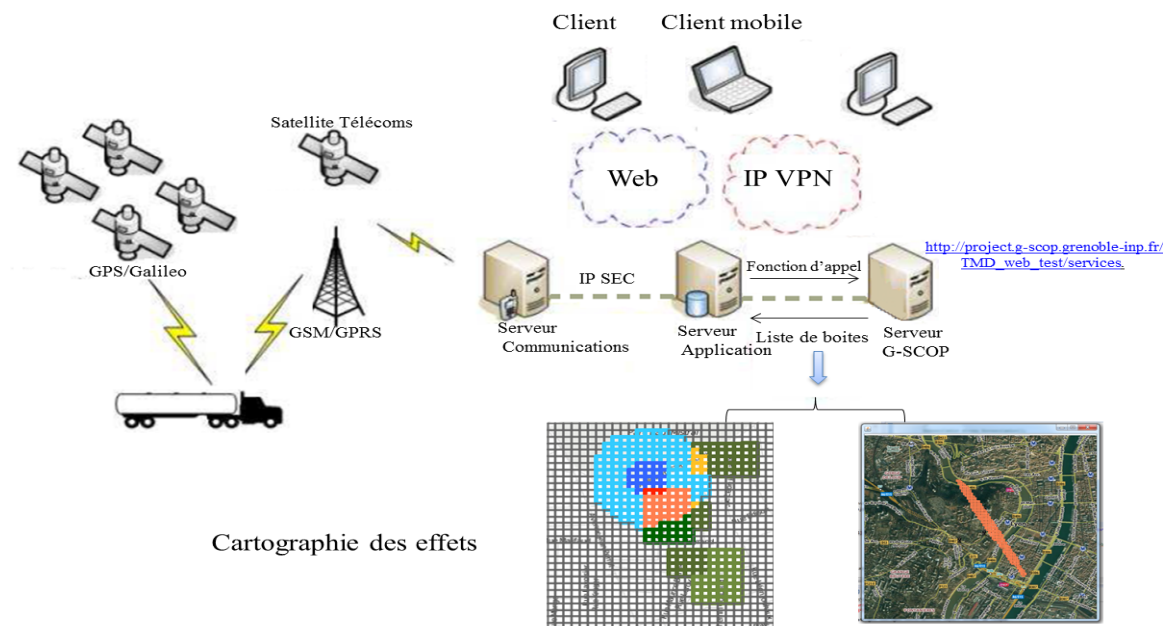 Client
Client mobile
Satellite Télécoms
Web
IP VPN
GPS/Galileo
GSM/GPRS
IP SEC
Fonction d’appel
http://project.g-scop.grenoble-inp.fr/
TMD_web_test/services.
Serveur
Communications
Serveur
Application
Liste de boites
Serveur
G-SCOP
Cartographie des effets